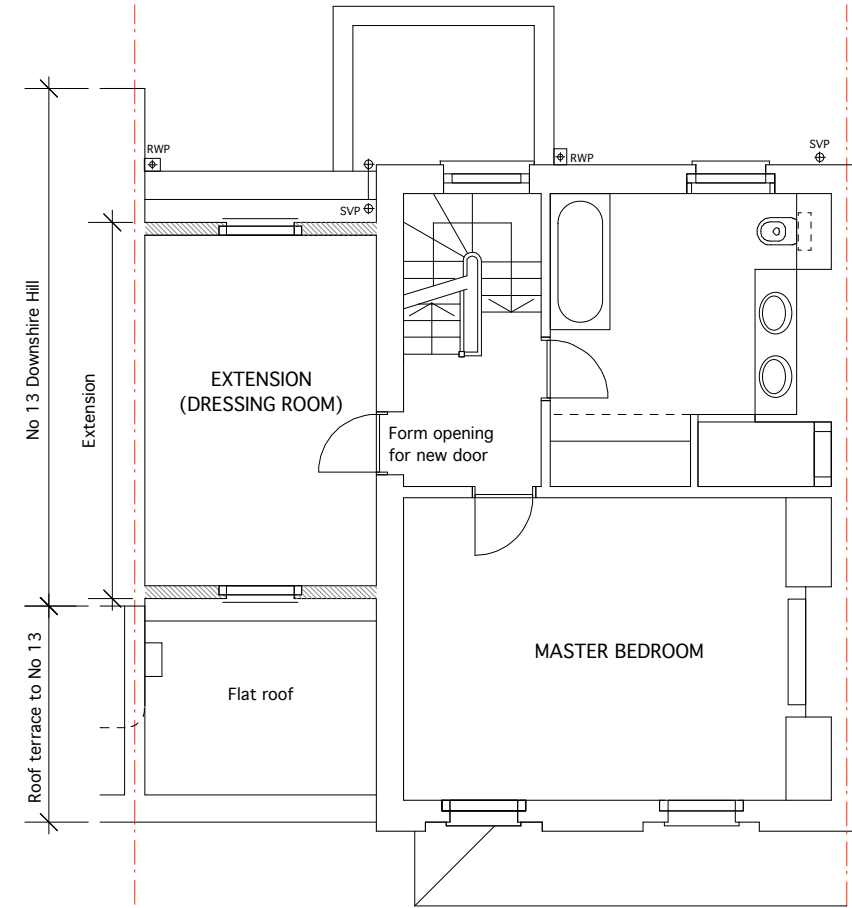 RWP
RWP
SVP
SVP
No 13 Downshire Hill
Extension
EXTENSION
(DRESSING ROOM)
Form opening
for new door
MASTER BEDROOM
Flat roof
Roof terrace to No 13